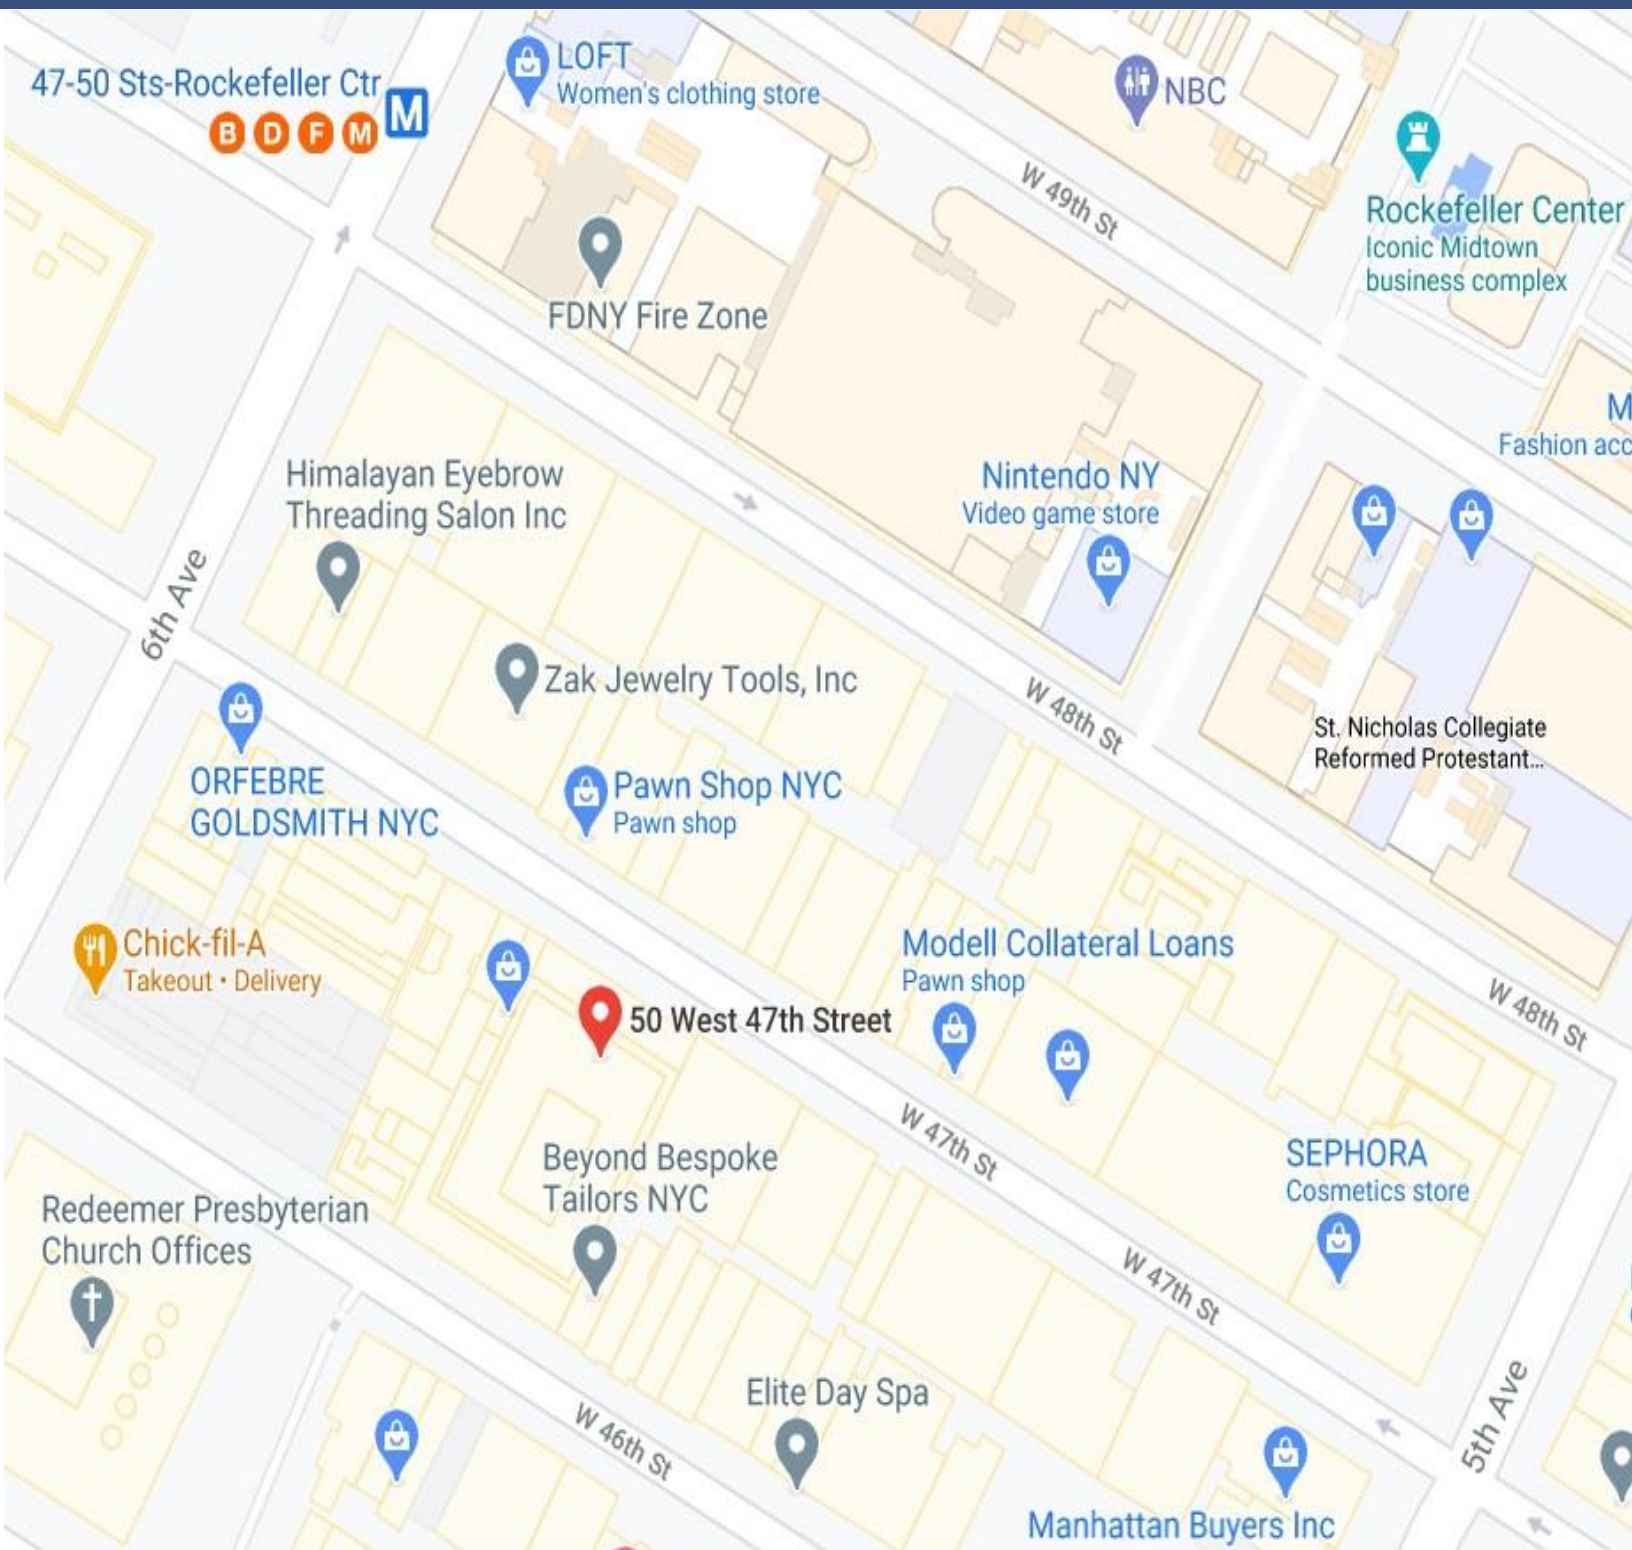 47-50 Sts-Rockefeller Ctr
B D F M
M
LOFT
Women's clothing store
NBC
W 49th St
Rockefeller Center
Iconic Midtown
business complex
FDNY Fire Zone
M
Fashion acc
Himalayan Eyebrow
Threading Salon Inc
Nintendo NY
Video game store
6th Ave
Zak Jewelry Tools, Inc
W 48th St
St. Nicholas Collegiate
Reformed Protestant...
ORFEBRE
GOLDSMITH NYC
Pawn Shop NYC
Pawn shop
Chick-fil-A
Takeout • Delivery
Modell Collateral Loans
Pawn shop
50 West 47th Street
W 48th St
W 47th St
Beyond Bespoke
Tailors NYC
SEPHORA
Cosmetics store
Redeemer Presbyterian
Church Offices
W 47th St
Elite Day Spa
5th Ave
W 46th St
Manhattan Buyers Inc